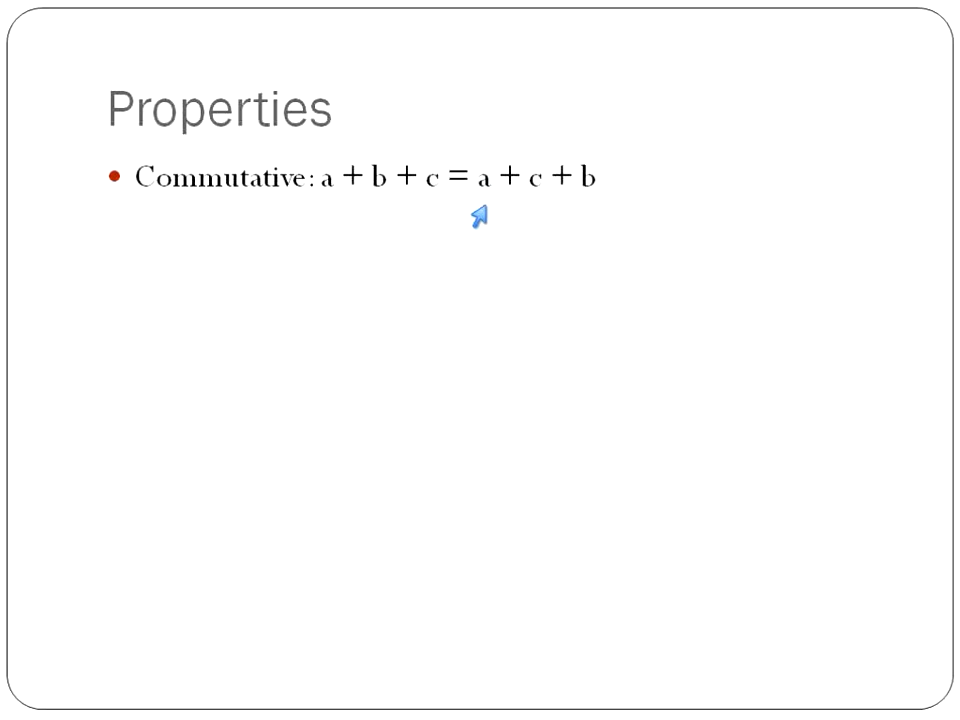 Properties
• Commutative: a + b + c = a + c + b